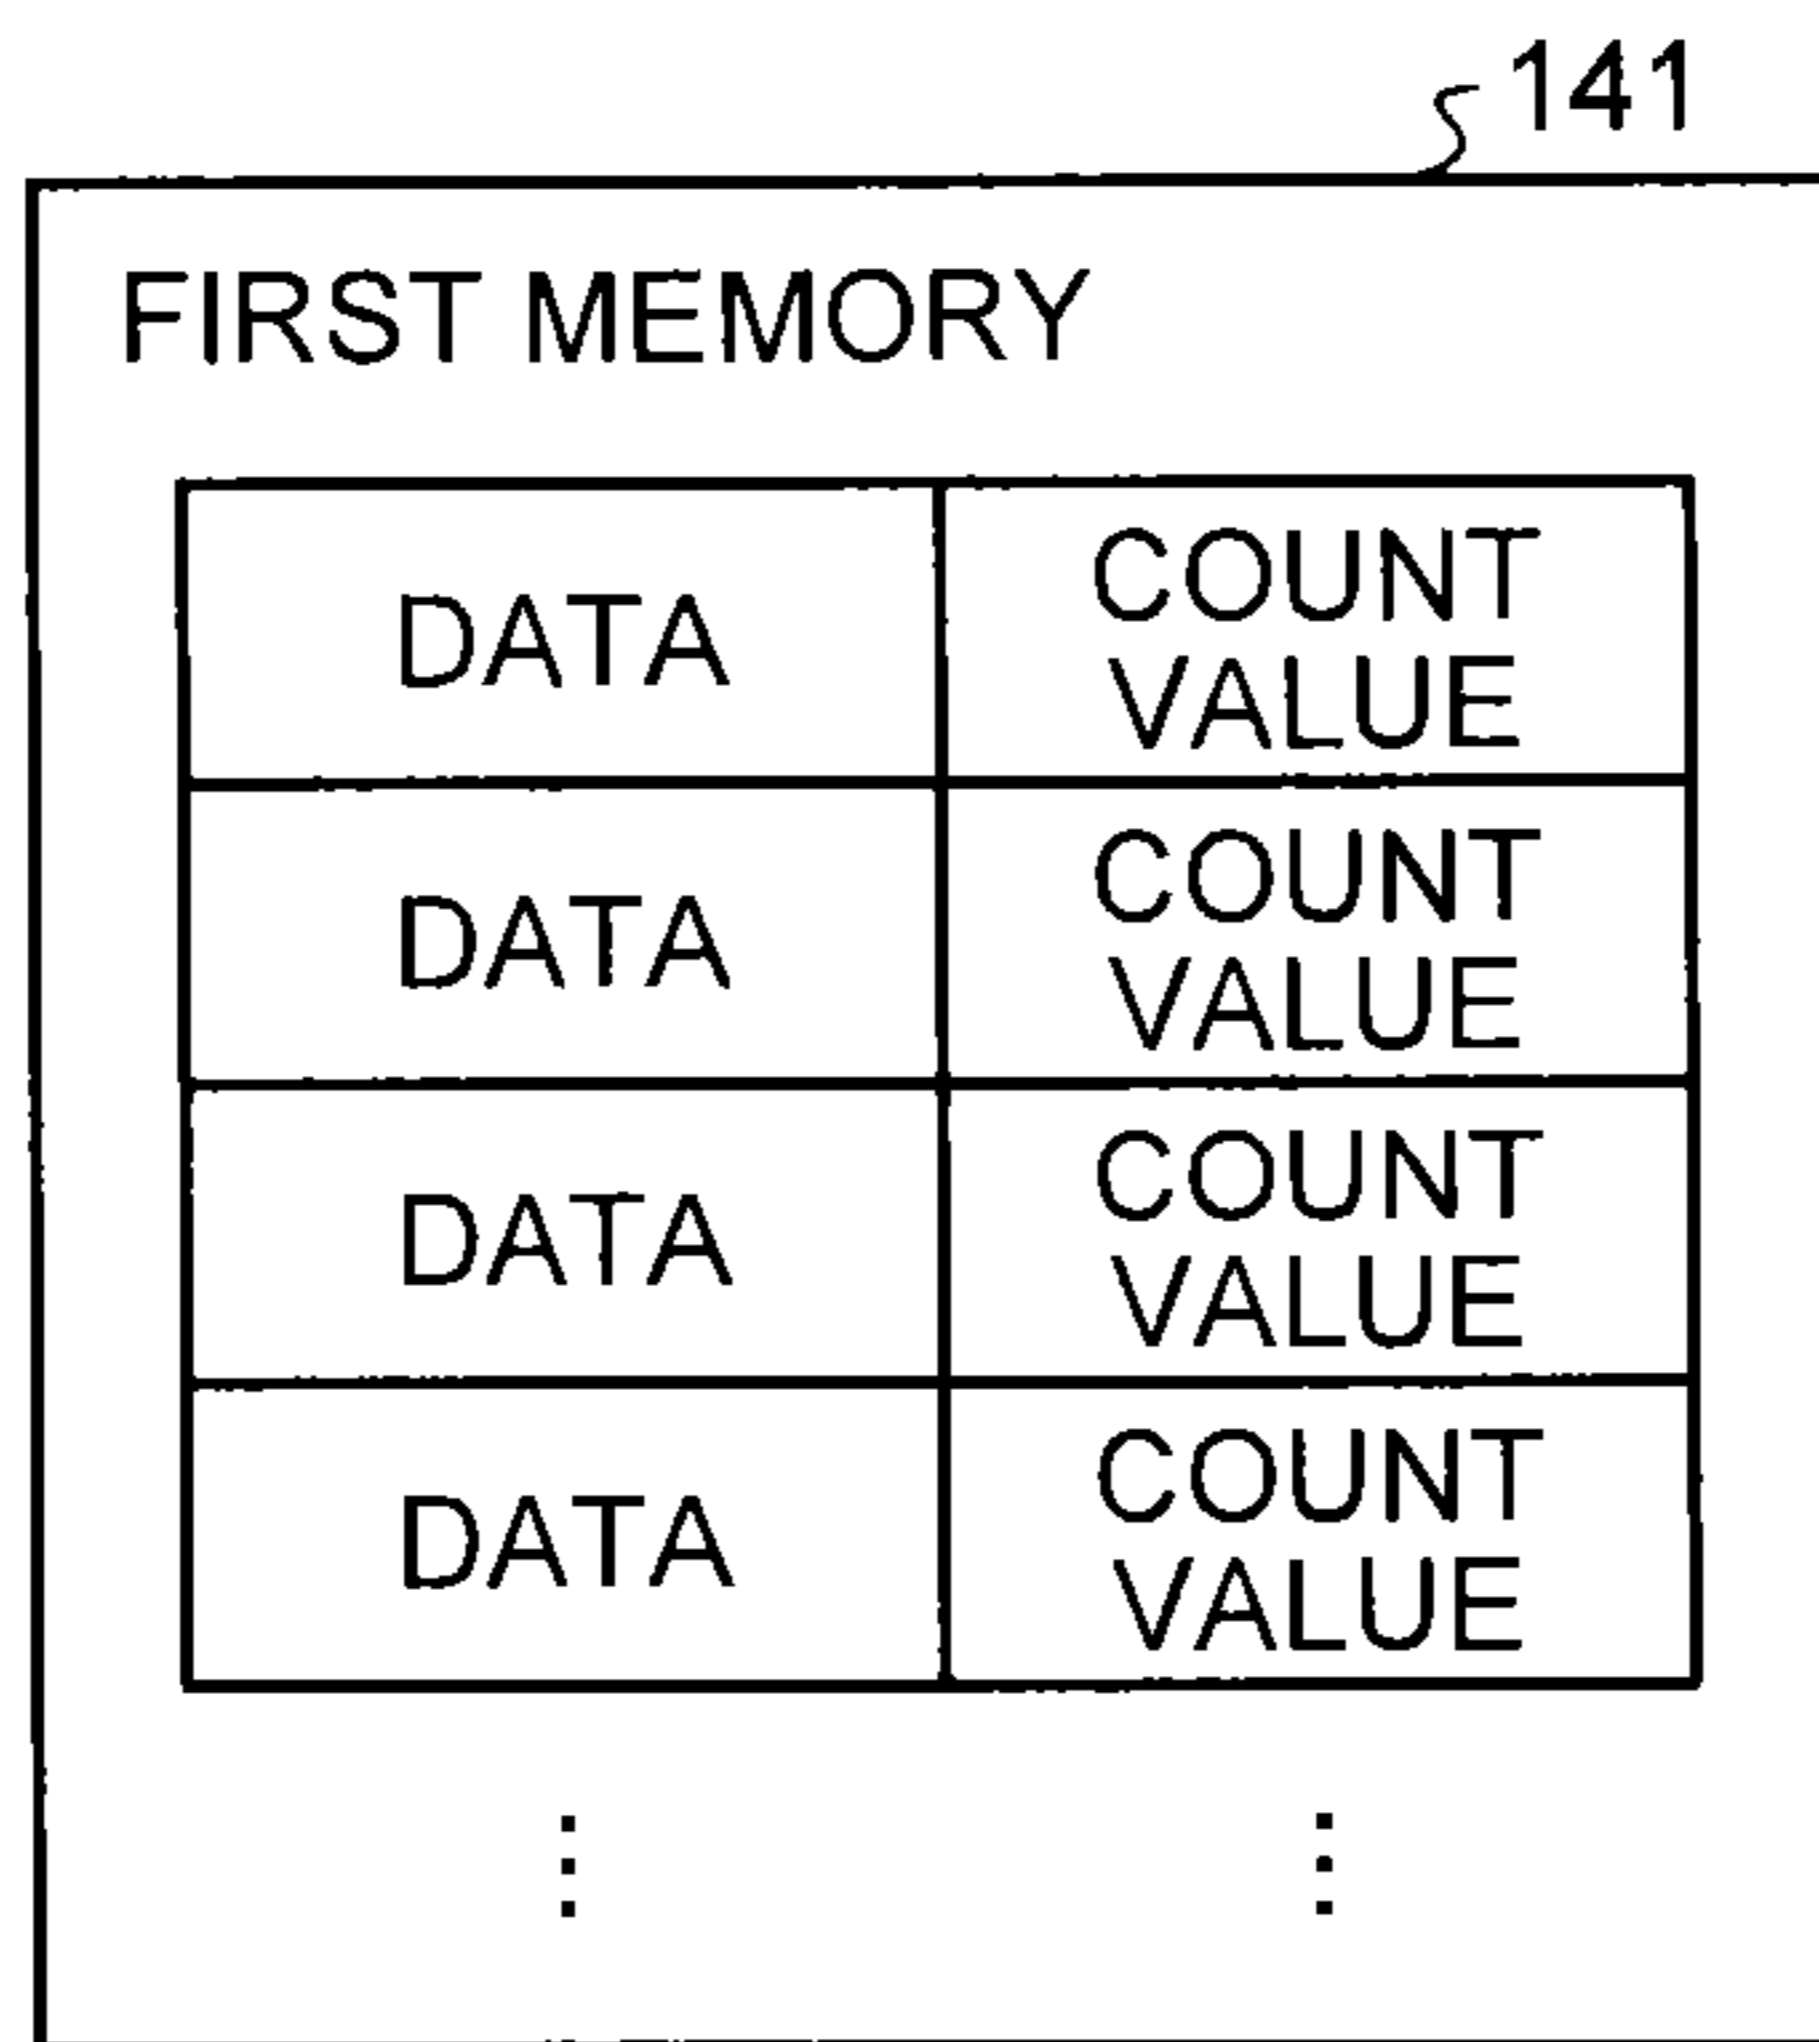 141
FIRST MEMORY
DATA
COUNT
VALUE
DATA
COUNT
VALUE
DATA
COUNT
VALUE
DATA
COUNT
VALUE